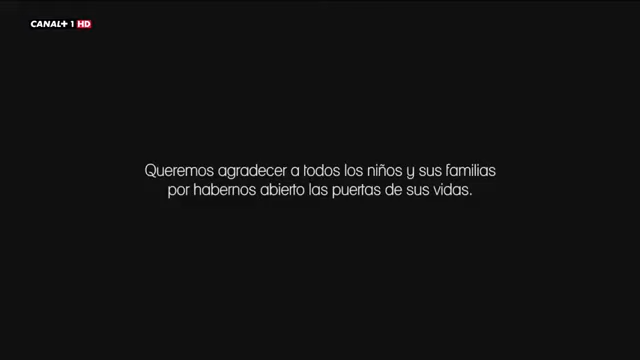 CANAL+ 1 HD
Queremos agradecer a todos los niños y sus familias
por habernos abierto las puertas de sus vidas.